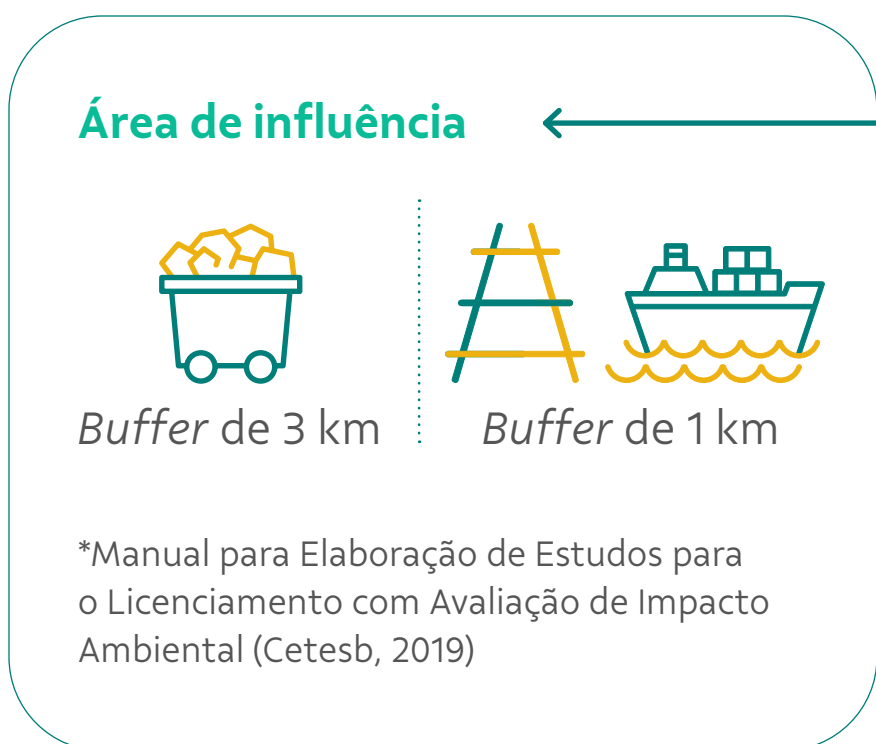 Área de influência
Buffer de 3 km
Buffer de 1 km
*Manual para Elaboração de Estudos para
o Licenciamento com Avaliação de Impacto
Ambiental (Cetesb, 2019)